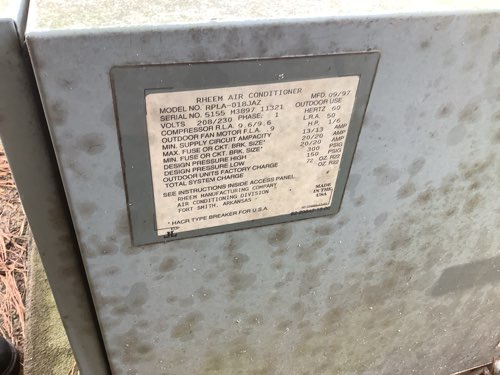 RHEEM AIR CONDITIONER
MFD. 09/97
MODEL NO. RPLA-018JAZ OUTDOOR USE
SERIAL NO. 5155 M3897 11321 HERTZ 60
VOLTS 208/230 PHASE: 1 L.R.A. 50
COMPRESSOR R.L.A. 9.6/9.6 H.P. 1/6
OUTDOOR FAN MOTOR F.L.A. .9
MIN. SUPPLY CIRCUIT AMPACITY 13/13 AMP
MAX. FUSE OR CKT. BRK. SIZE* 20/20 AMP
MIN. FUSE OR CKT. BRK. SIZE* 20/20 AMP
DESIGN PRESSURE HIGH 300 PSIG
DESIGN PRESSURE LOW 150 PSIG
OUTDOOR UNITS FACTORY CHARGE 72 OZ R22
TOTAL SYSTEM CHARGE OZ R22
SEE INSTRUCTIONS INSIDE ACCESS PANEL
RHEEM MANUFACTURING COMPANY
AIR CONDITIONING DIVISION
FORT SMITH, ARKANSAS
MADE
IN THE
USA
* HACR TYPE BREAKER FOR U.S.A.